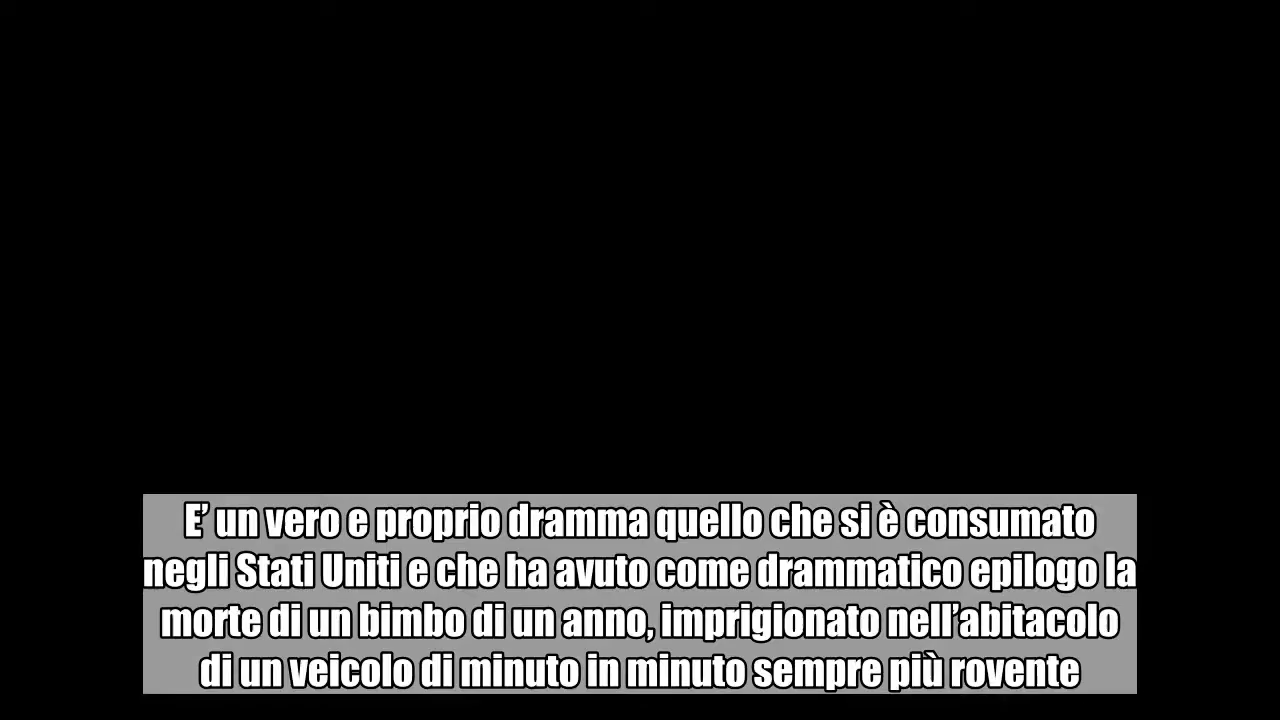 E’ un vero e proprio dramma quello che si è consumato
negli Stati Uniti e che ha avuto come drammatico epilogo la
morte di un bimbo di un anno, imprigionato nell’abitacolo
di un veicolo di minuto in minuto sempre più rovente